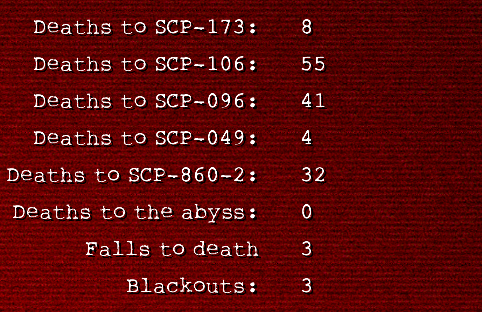 Deaths to SCP-173: 8
Deaths to SCP-106: 55
Deaths to SCP-096: 41
Deaths to SCP-049: 4
Deaths to SCP-860-2: 32
Deaths to the abyss: 0
Falls to death 3
Blackouts: 3